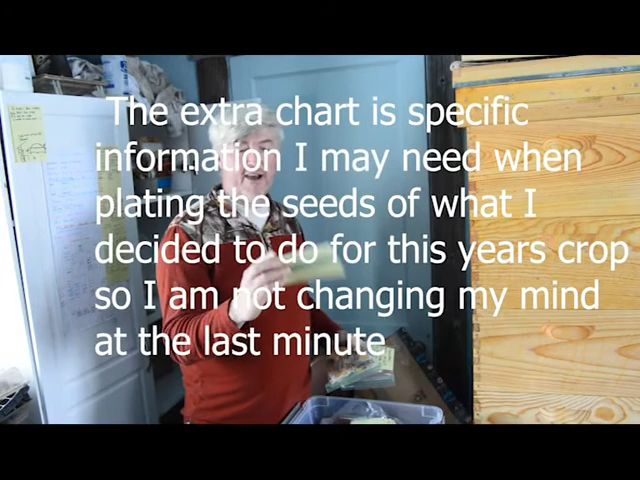 The extra chart is specific
information I may need when
plating the seeds of what I
decided to do for this years crop
so I am not changing my mind
at the last minute